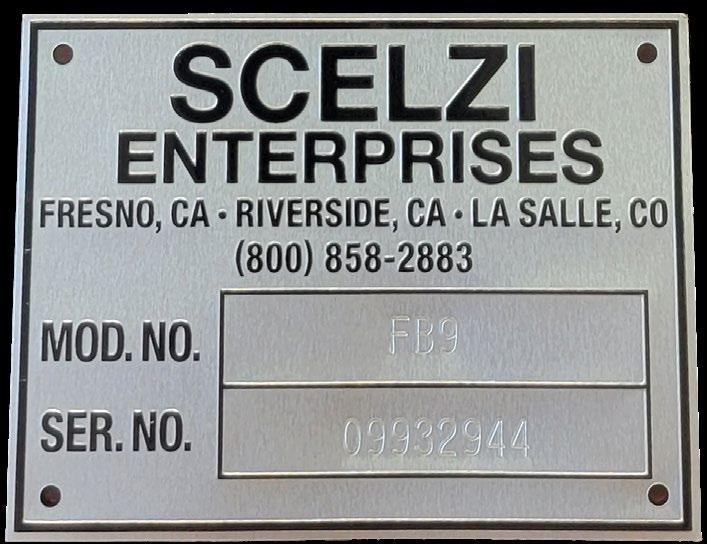 SCELZI
ENTERPRISES
FRESNO, CA · RIVERSIDE, CA · LA SALLE, CO
(800) 858-2883
MOD. NO. FB9
SER. NO. 09932944